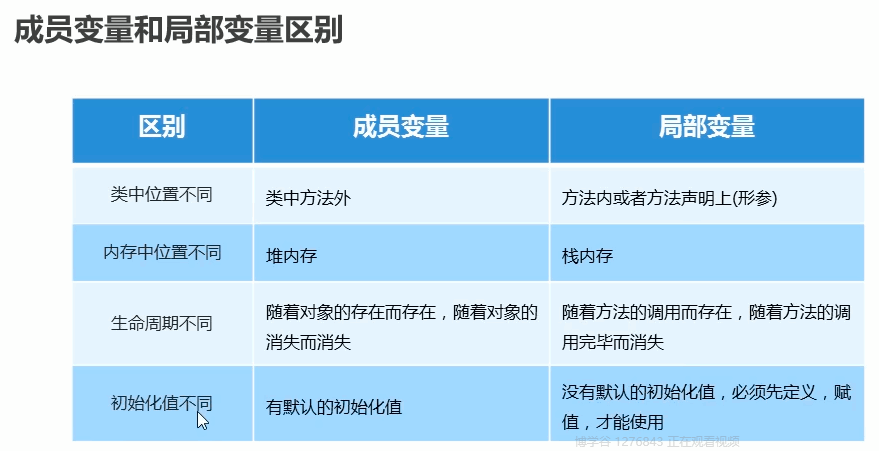 成员变量和局部变量区别
区别 成员变量 局部变量
类中位置不同 类中方法外 方法内或者方法声明上(形参)
内存中位置不同 堆内存 栈内存
生命周期不同 随着对象的存在而存在，随着对象的
消失而消失 随着方法的调用而存在，随着方法的调
用完毕而消失
初始化值不同 有默认的初始化值 没有默认的初始化值，必须先定义，赋
值，才能使用
博学谷 1276843 正在观看视频